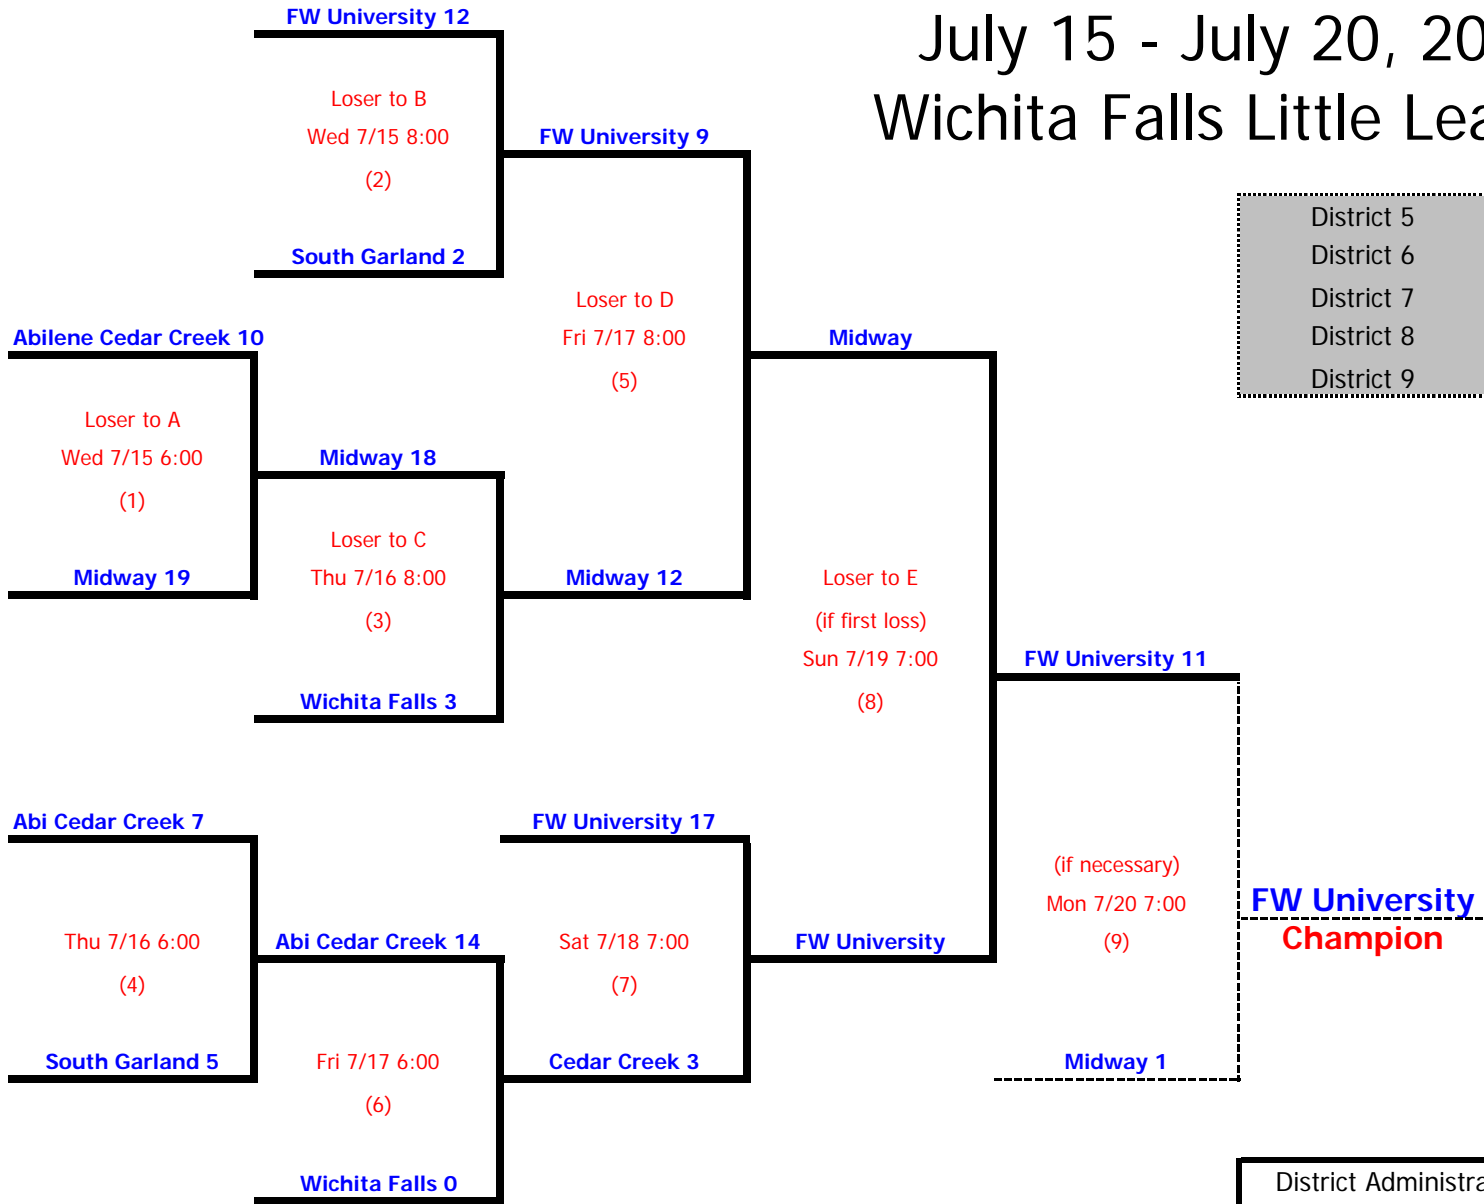 FW University 12
July 15 - July 20, 20
Wichita Falls Little Lea
Loser to B
Wed 7/15 8:00
(2)
FW University 9
South Garland 2
District 5
District 6
District 7
District 8
District 9
Loser to D
Fri 7/17 8:00
(5)
Abilene Cedar Creek 10
Midway
Loser to A
Wed 7/15 6:00
(1)
Midway 18
Loser to C
Thu 7/16 8:00
(3)
Midway 19
Midway 12
Loser to E
(if first loss)
Sun 7/19 7:00
(8)
FW University 11
Wichita Falls 3
Abi Cedar Creek 7
FW University 17
(if necessary)
Mon 7/20 7:00
(9)
FW University
Champion
Thu 7/16 6:00
(4)
Abi Cedar Creek 14
Sat 7/18 7:00
(7)
FW University
South Garland 5
Fri 7/17 6:00
(6)
Cedar Creek 3
Midway 1
Wichita Falls 0
District Administra